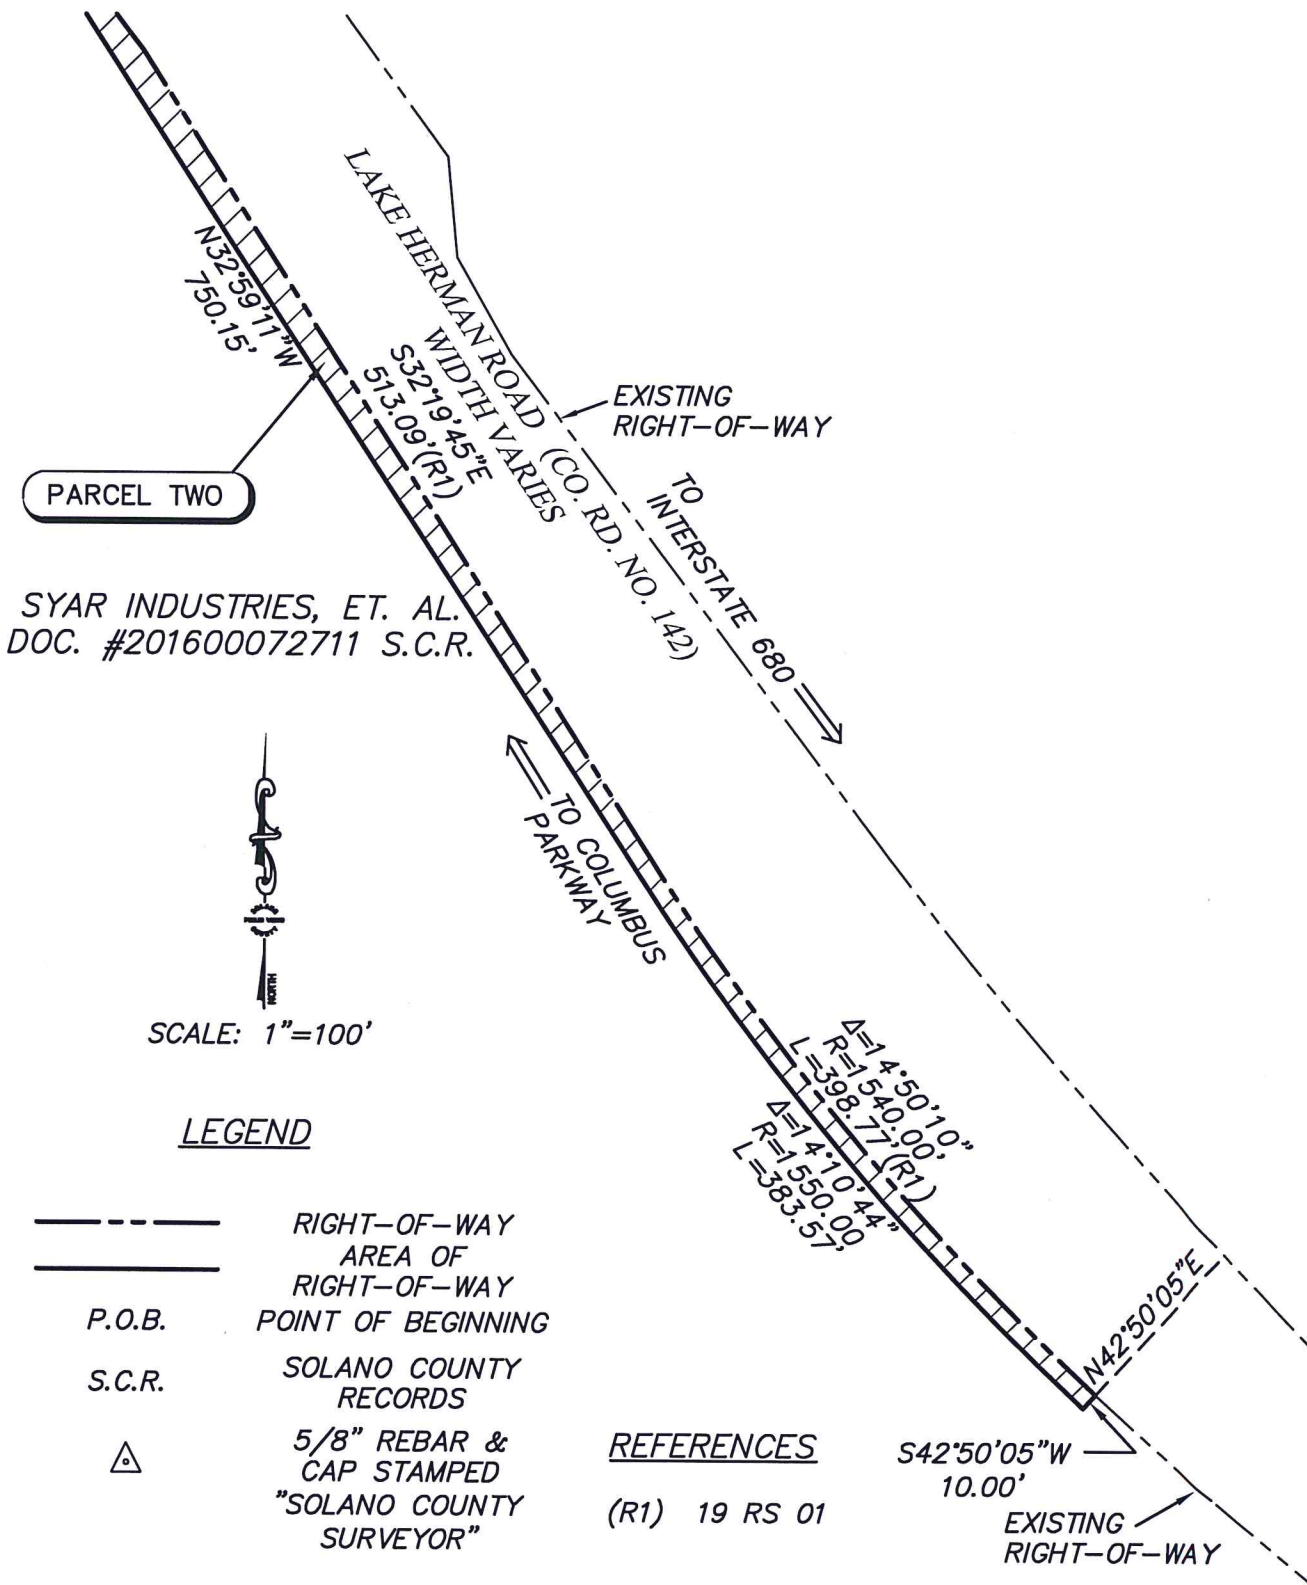 LAKE HERMAN ROAD (CO. RD. NO. 142)
WIDTH VARIES
N32°59'11"W
750.15'
S32°19'45"E
513.09'(R1)
EXISTING
RIGHT-OF-WAY
PARCEL TWO
TO
INTERSTATE 680
SYAR INDUSTRIES, ET. AL.
DOC. #201600072711 S.C.R.
TO COLUMBUS
PARKWAY
NORTH
SCALE: 1"=100'
Δ=14°50'10"
R=1540.00'
L=398.77'(R1)
Δ=14°10'44"
R=1550.00
L=383.57'
LEGEND
RIGHT-OF-WAY
AREA OF
RIGHT-OF-WAY
P.O.B. POINT OF BEGINNING
S.C.R. SOLANO COUNTY
RECORDS
5/8" REBAR &
CAP STAMPED
"SOLANO COUNTY
SURVEYOR"
REFERENCES
(R1) 19 RS 01
N42°50'05"E
S42°50'05"W
10.00'
EXISTING
RIGHT-OF-WAY